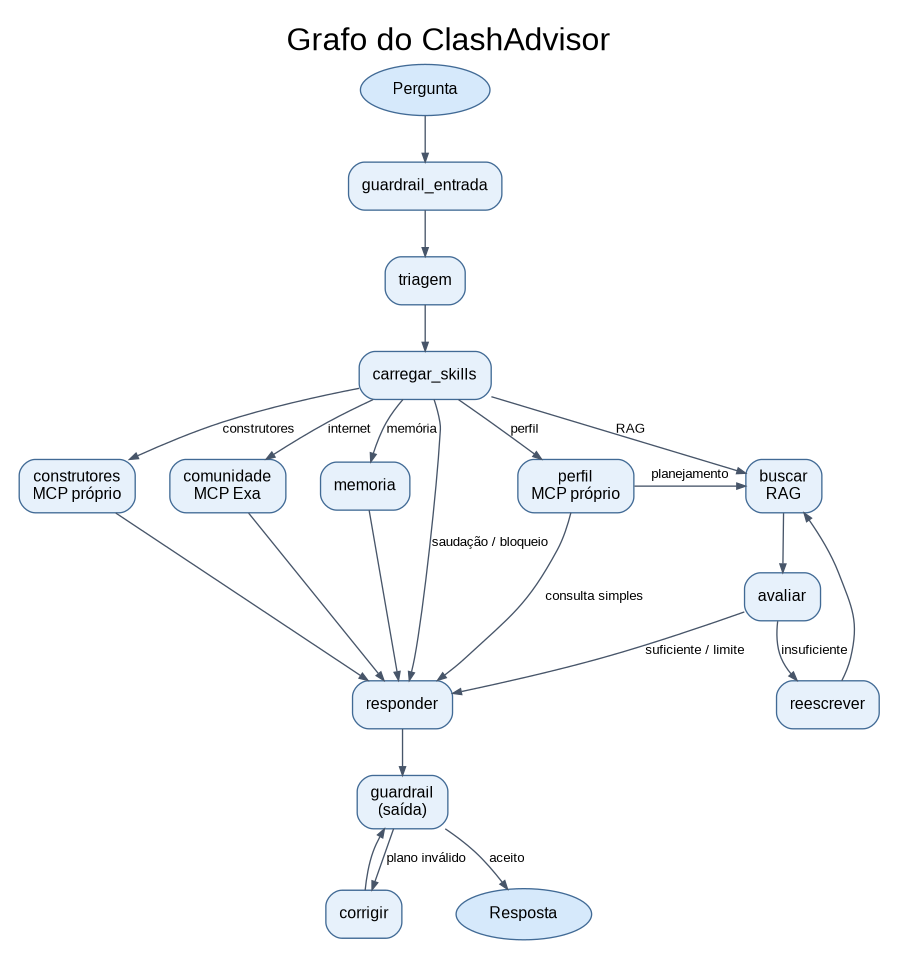 Grafo do ClashAdvisor
Pergunta
guardrail_entrada
triagem
carregar_skills
construtores
internet
memória
perfil
RAG
construtores
MCP próprio
comunidade
MCP Exa
memoria
perfil
MCP próprio
planejamento
buscar
RAG
saudação / bloqueio
consulta simples
avaliar
suficiente / limite
insuficiente
responder
reescrever
guardrail
(saída)
plano inválido
aceito
corrigir
Resposta